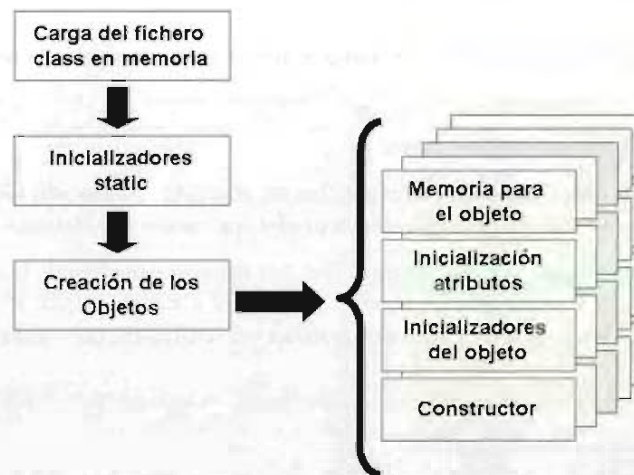 Carga del fichero
class en memoria
Inicializadores
static
Creación de los
Objetos
Memoria para
el objeto
Inicialización
atributos
Inicializadores
del objeto
Constructor